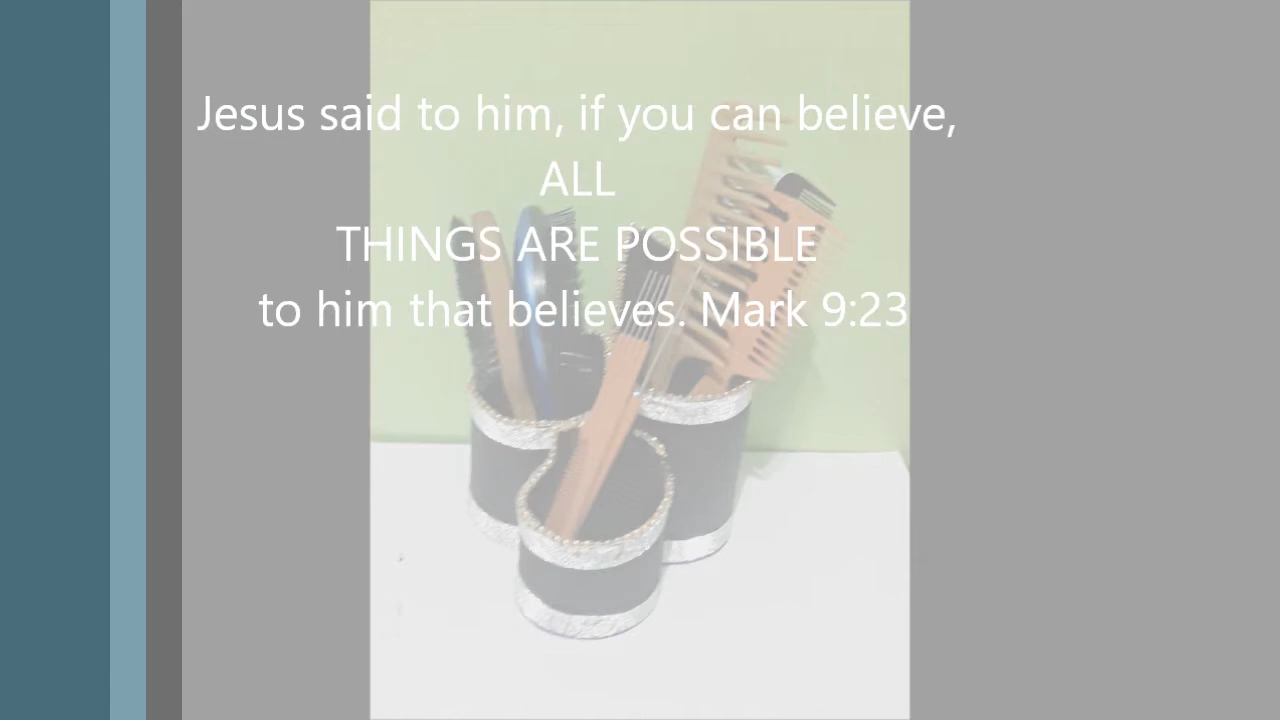 Jesus said to him, if you can believe,
ALL
THINGS ARE POSSIBLE
to him that believes. Mark 9:23